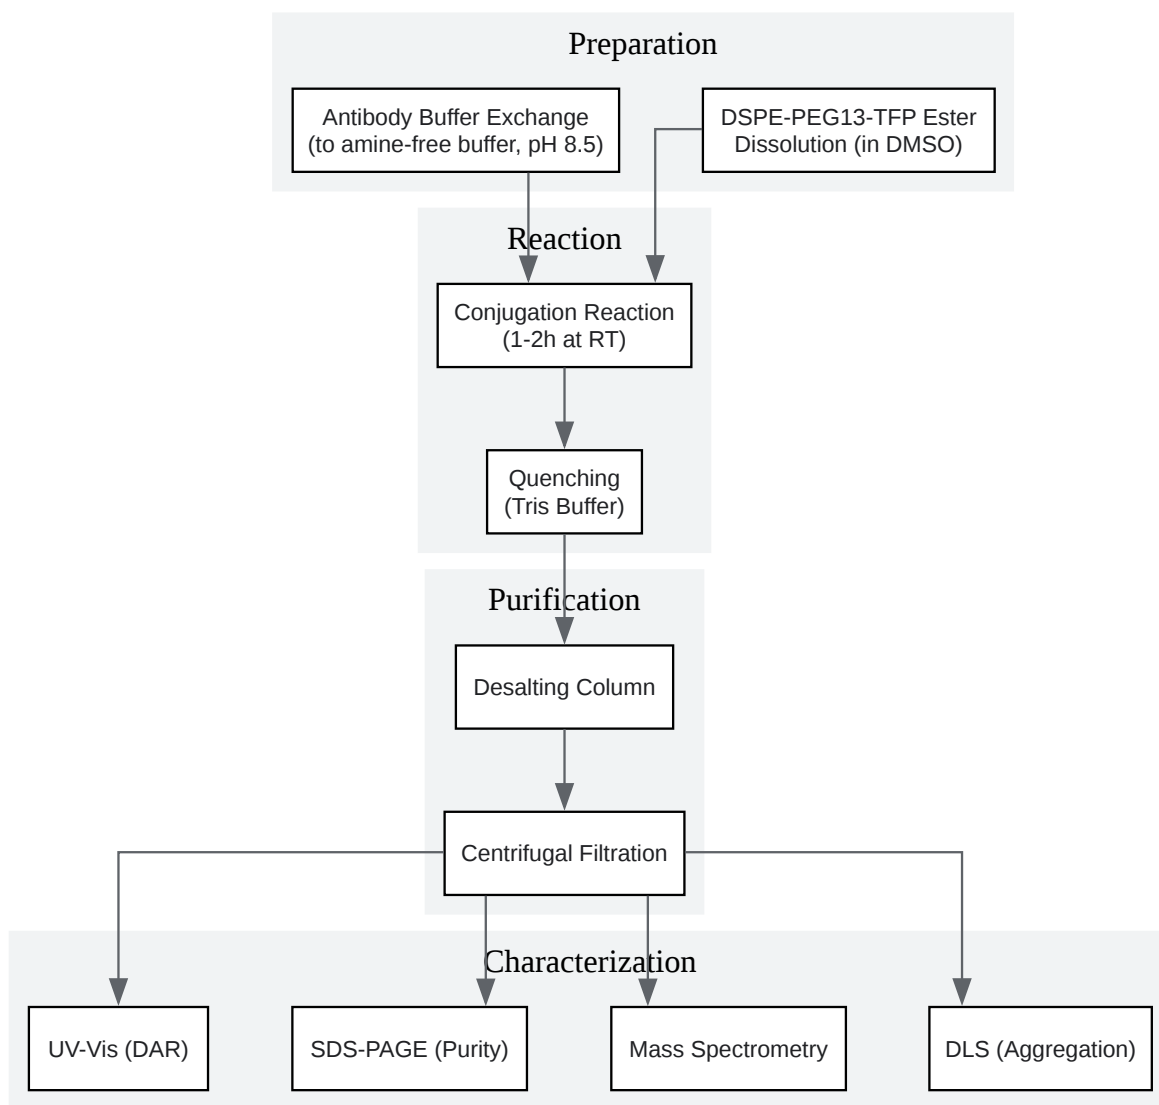 Preparation
Antibody Buffer Exchange
(to amine-free buffer, pH 8.5)
DSPE-PEG13-TFP Ester
Dissolution (in DMSO)
Reaction
Conjugation Reaction
(1-2h at RT)
Quenching
(Tris Buffer)
Purification
Desalting Column
Centrifugal Filtration
Characterization
UV-Vis (DAR)
SDS-PAGE (Purity)
Mass Spectrometry
DLS (Aggregation)